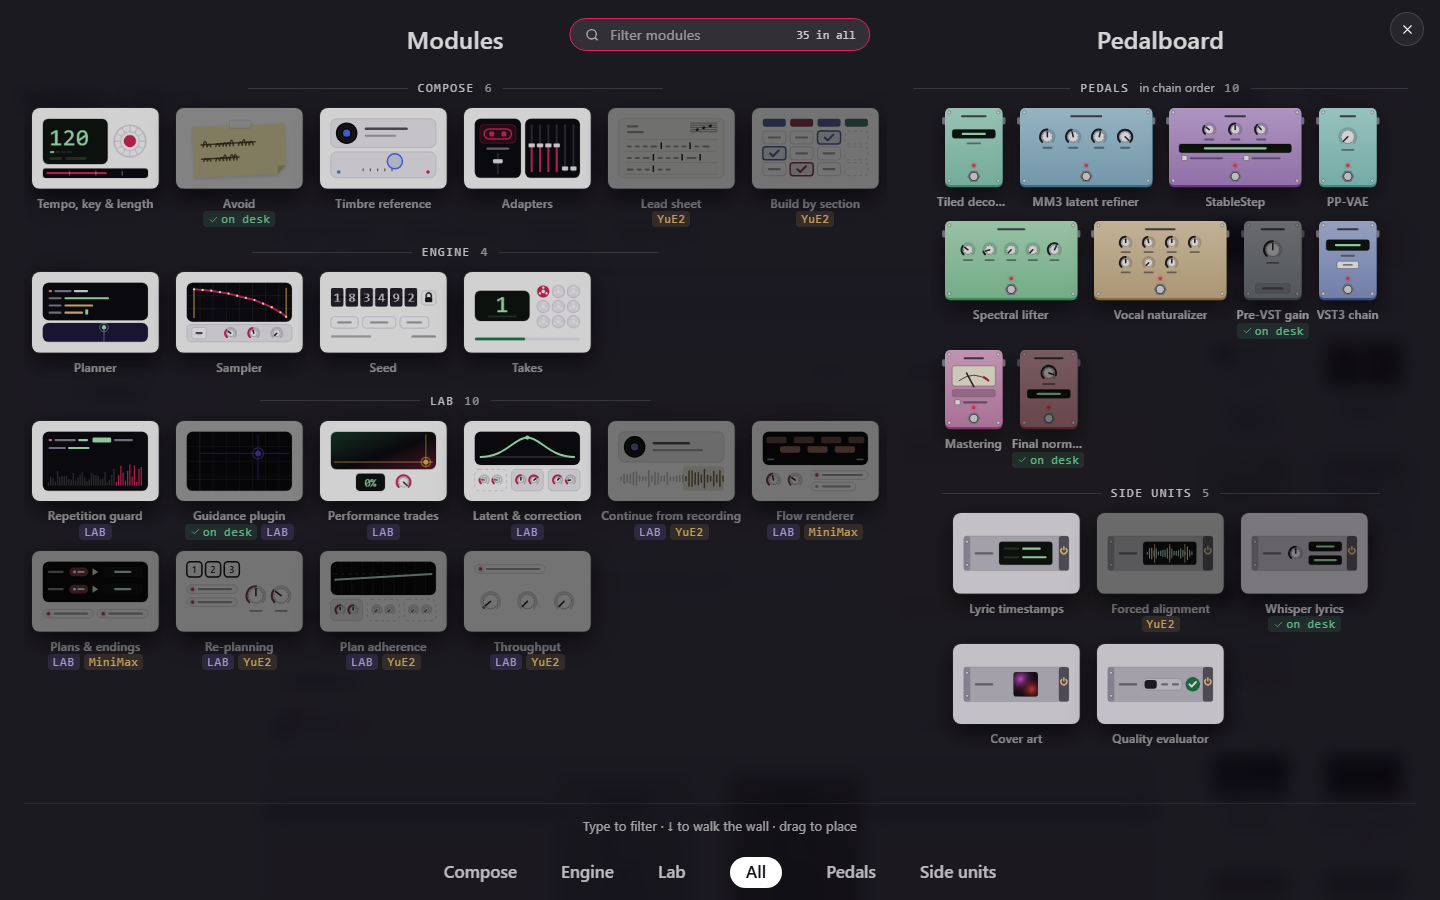 Modules
Filter modules
35 in all
Pedalboard
COMPOSE 6
120
Tempo, key & length
Avoid
✓ on desk
Timbre reference
Adapters
Lead sheet
YuE2
Build by section
YuE2
ENGINE 4
Planner
Sampler
183492
Seed
1
Takes
LAB 10
Repetition guard
LAB
Guidance plugin
✓ on desk LAB
0%
Performance trades
LAB
Latent & correction
LAB
Continue from recording
LAB YuE2
Flow renderer
LAB MiniMax
Plans & endings
LAB MiniMax
1 2 3
Re-planning
LAB YuE2
Plan adherence
LAB YuE2
Throughput
LAB YuE2
PEDALS in chain order 10
Tiled deco...
MM3 latent refiner
StableStep
PP-VAE
Spectral lifter
Vocal naturalizer
Pre-VST gain
✓ on desk
VST3 chain
Mastering
Final norm...
✓ on desk
SIDE UNITS 5
Lyric timestamps
Forced alignment
YuE2
Whisper lyrics
✓ on desk
Cover art
Quality evaluator
Type to filter · ↓ to walk the wall · drag to place
Compose
Engine
Lab
All
Pedals
Side units